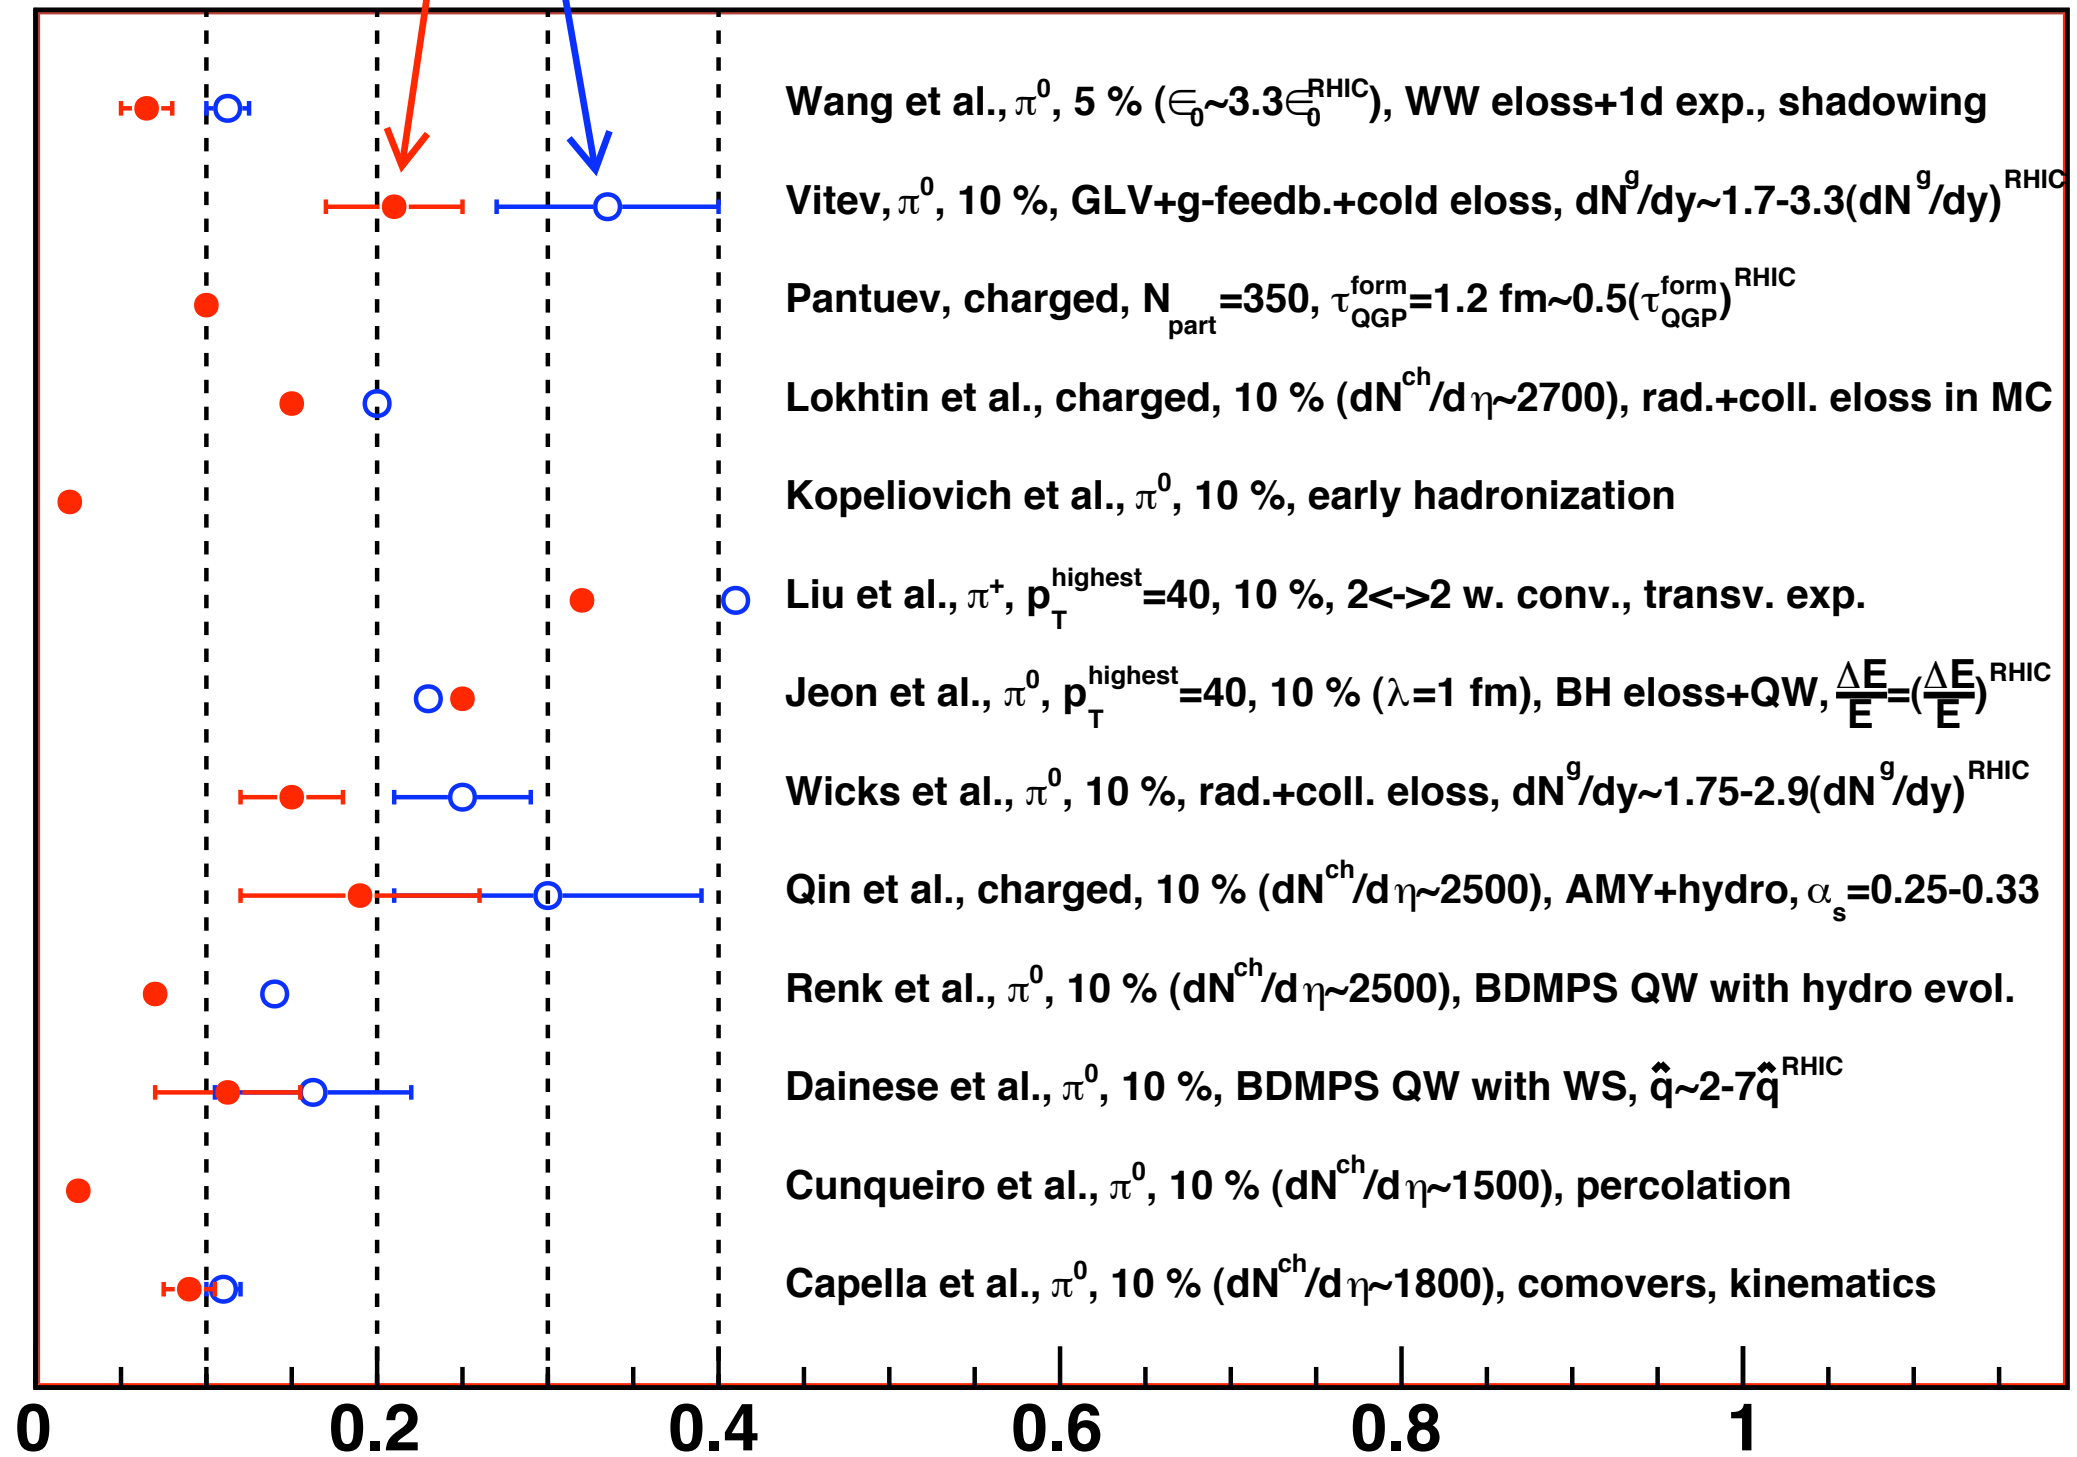 Wang et al., π⁰, 5 % (∈₀~3.3∈₀ᴿᴴᴵᶜ), WW eloss+1d exp., shadowing
Vitev, π⁰, 10 %, GLV+g-feedb.+cold eloss, dNᵍ/dy~1.7-3.3(dNᵍ/dy)ᴿᴴᴵᶜ
Pantuev, charged, N_part=350, τ_QGP^form=1.2 fm~0.5(τ_QGP^form)^RHIC
Lokhtin et al., charged, 10 % (dN^ch/dη~2700), rad.+coll. eloss in MC
Kopeliovich et al., π⁰, 10 %, early hadronization
Liu et al., π⁺, p_T^highest=40, 10 %, 2<->2 w. conv., transv. exp.
Jeon et al., π⁰, p_T^highest=40, 10 % (λ=1 fm), BH eloss+QW, ΔE/E=(ΔE/E)^RHIC
Wicks et al., π⁰, 10 %, rad.+coll. eloss, dN^g/dy~1.75-2.9(dN^g/dy)^RHIC
Qin et al., charged, 10 % (dN^ch/dη~2500), AMY+hydro, α_s=0.25-0.33
Renk et al., π⁰, 10 % (dN^ch/dη~2500), BDMPS QW with hydro evol.
Dainese et al., π⁰, 10 %, BDMPS QW with WS, q̂~2-7q̂^RHIC
Cunqueiro et al., π⁰, 10 % (dN^ch/dη~1500), percolation
Capella et al., π⁰, 10 % (dN^ch/dη~1800), comovers, kinematics
0 0.2 0.4 0.6 0.8 1